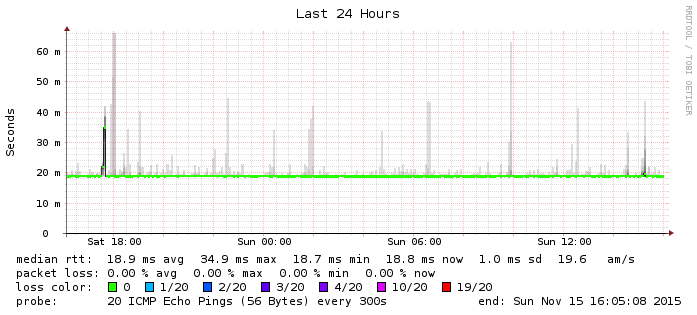 Last 24 Hours
RRDTOOL / TOBI OETIKER
Seconds
60 m
50 m
40 m
30 m
20 m
10 m
0
Sat 18:00 Sun 00:00 Sun 06:00 Sun 12:00
median rtt: 18.9 ms avg 34.9 ms max 18.7 ms min 18.8 ms now 1.0 ms sd 19.6 am/s
packet loss: 0.00 % avg 0.00 % max 0.00 % min 0.00 % now
loss color: 0 1/20 2/20 3/20 4/20 10/20 19/20
probe: 20 ICMP Echo Pings (56 Bytes) every 300s end: Sun Nov 15 16:05:08 2015